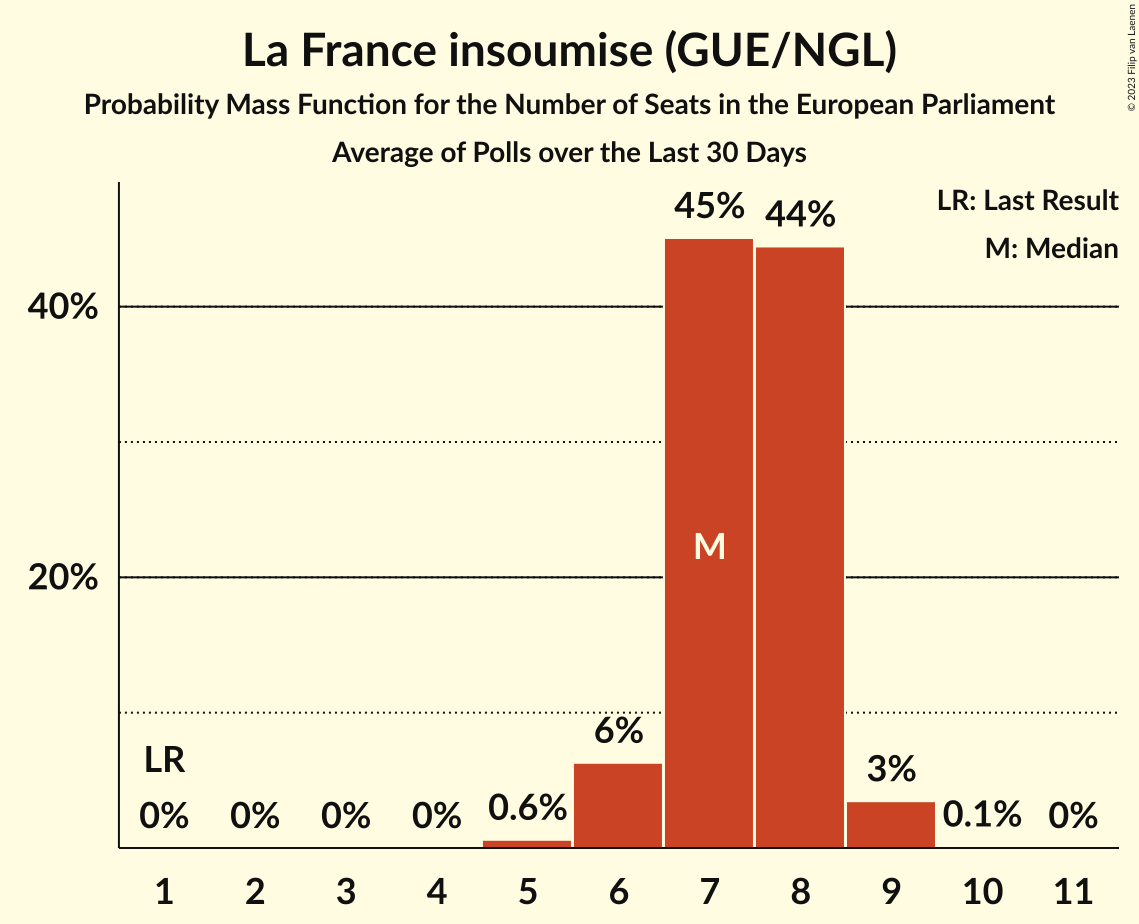 La France insoumise (GUE/NGL)
Probability Mass Function for the Number of Seats in the European Parliament
Average of Polls over the Last 30 Days
© 2023 Filip van Laenen
LR: Last Result
M: Median
45%
44%
40%
M
20%
6%
LR
3%
0%
0%
0%
0%
0.6%
0.1%
0%
1 2 3 4 5 6 7 8 9 10 11